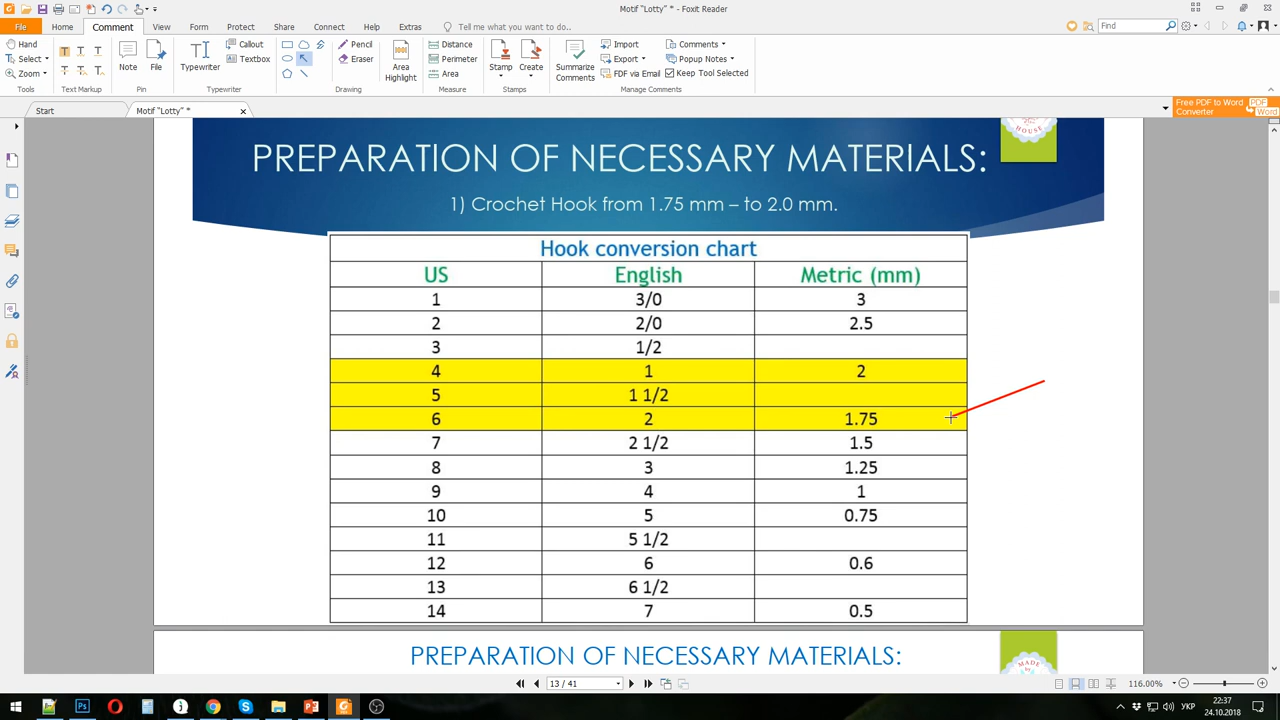 Motif "Lotty" * - Foxit Reader
File Home Comment View Form Protect Share Connect Help Extras Tell me what you want to do.. Find
Hand
Select
Zoom
Tools
Text Markup
Note File
Pin
Typewriter
Callout
Textbox
Typewriter
Pencil
Eraser
Drawing
Area
Highlight
Distance
Perimeter
Area
Measure
Stamp Create
Stamps
Summarize
Comments
Import
Export
FDF via Email
Comments
Popup Notes
Keep Tool Selected
Manage Comments
Start Motif "Lotty" *
Free PDF to Word
Converter
PDF
Word
HOUSE
PREPARATION OF NECESSARY MATERIALS:
1) Crochet Hook from 1.75 mm – to 2.0 mm.
Hook conversion chart
US English Metric (mm)
1 3/0 3
2 2/0 2.5
3 1/2
4 1 2
5 1 1/2
6 2 1.75
7 2 1/2 1.5
8 3 1.25
9 4 1
10 5 0.75
11 5 1/2
12 6 0.6
13 6 1/2
14 7 0.5
PREPARATION OF NECESSARY MATERIALS:
MADE
13 / 41
116.00%
УКР
22:37
24.10.2018